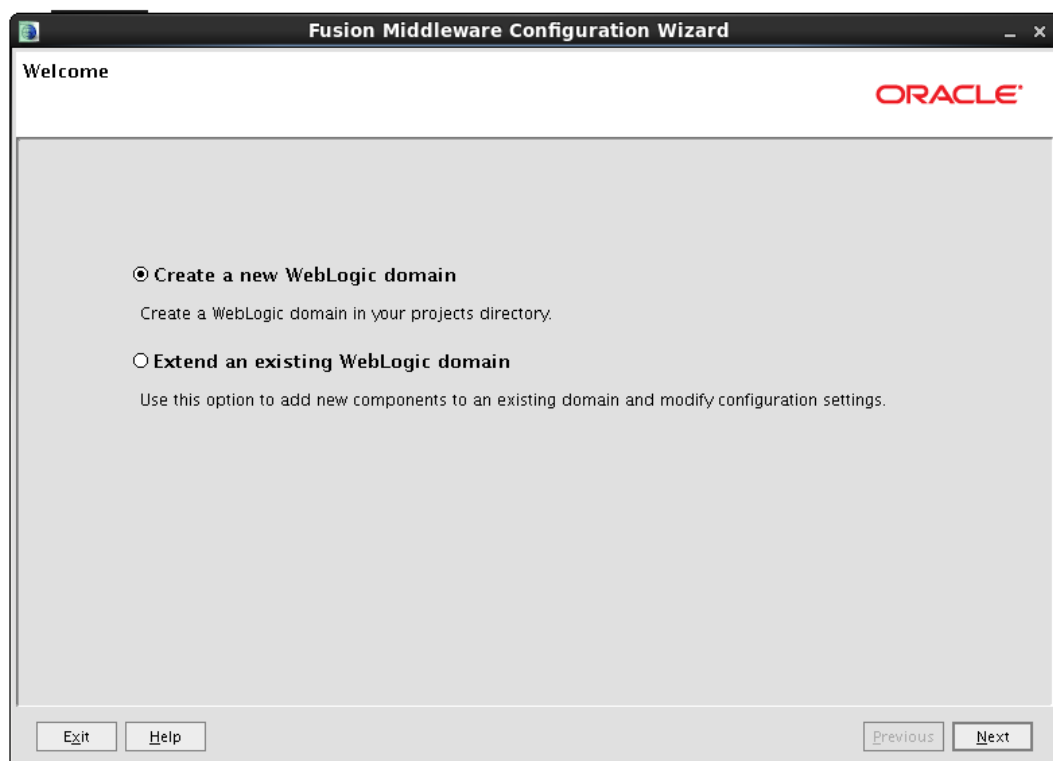 Fusion Middleware Configuration Wizard
Welcome
ORACLE
Create a new WebLogic domain
Create a WebLogic domain in your projects directory.
Extend an existing WebLogic domain
Use this option to add new components to an existing domain and modify configuration settings.
Exit Help Previous Next